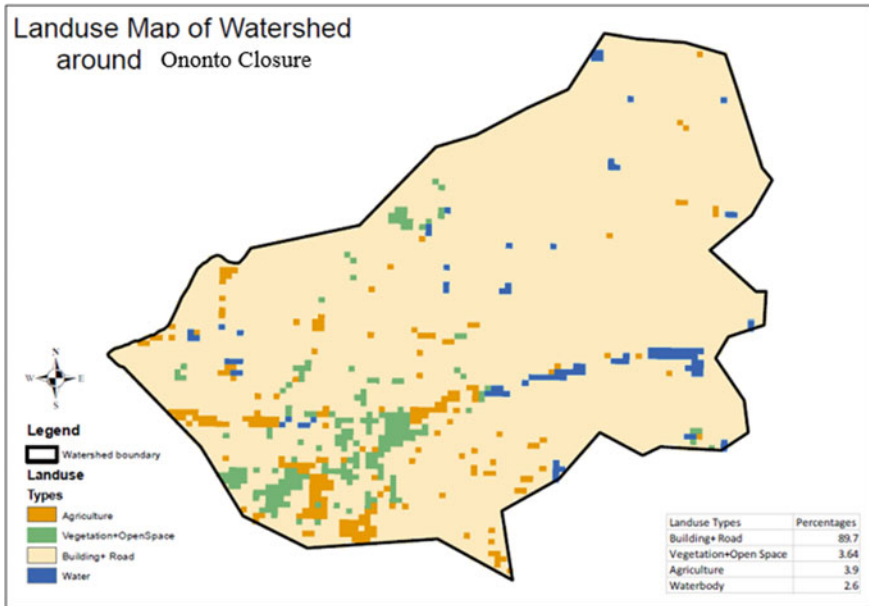 Landuse Map of Watershed
around Ononto Closure
N
W E
S
Legend
Watershed boundary
Landuse
Types
Agriculture
Vegetation+OpenSpace
Building+ Road
Water
Landuse Types Percentages
Building+ Road 89.7
Vegetation+Open Space 3.64
Agriculture 3.9
Waterbody 2.6